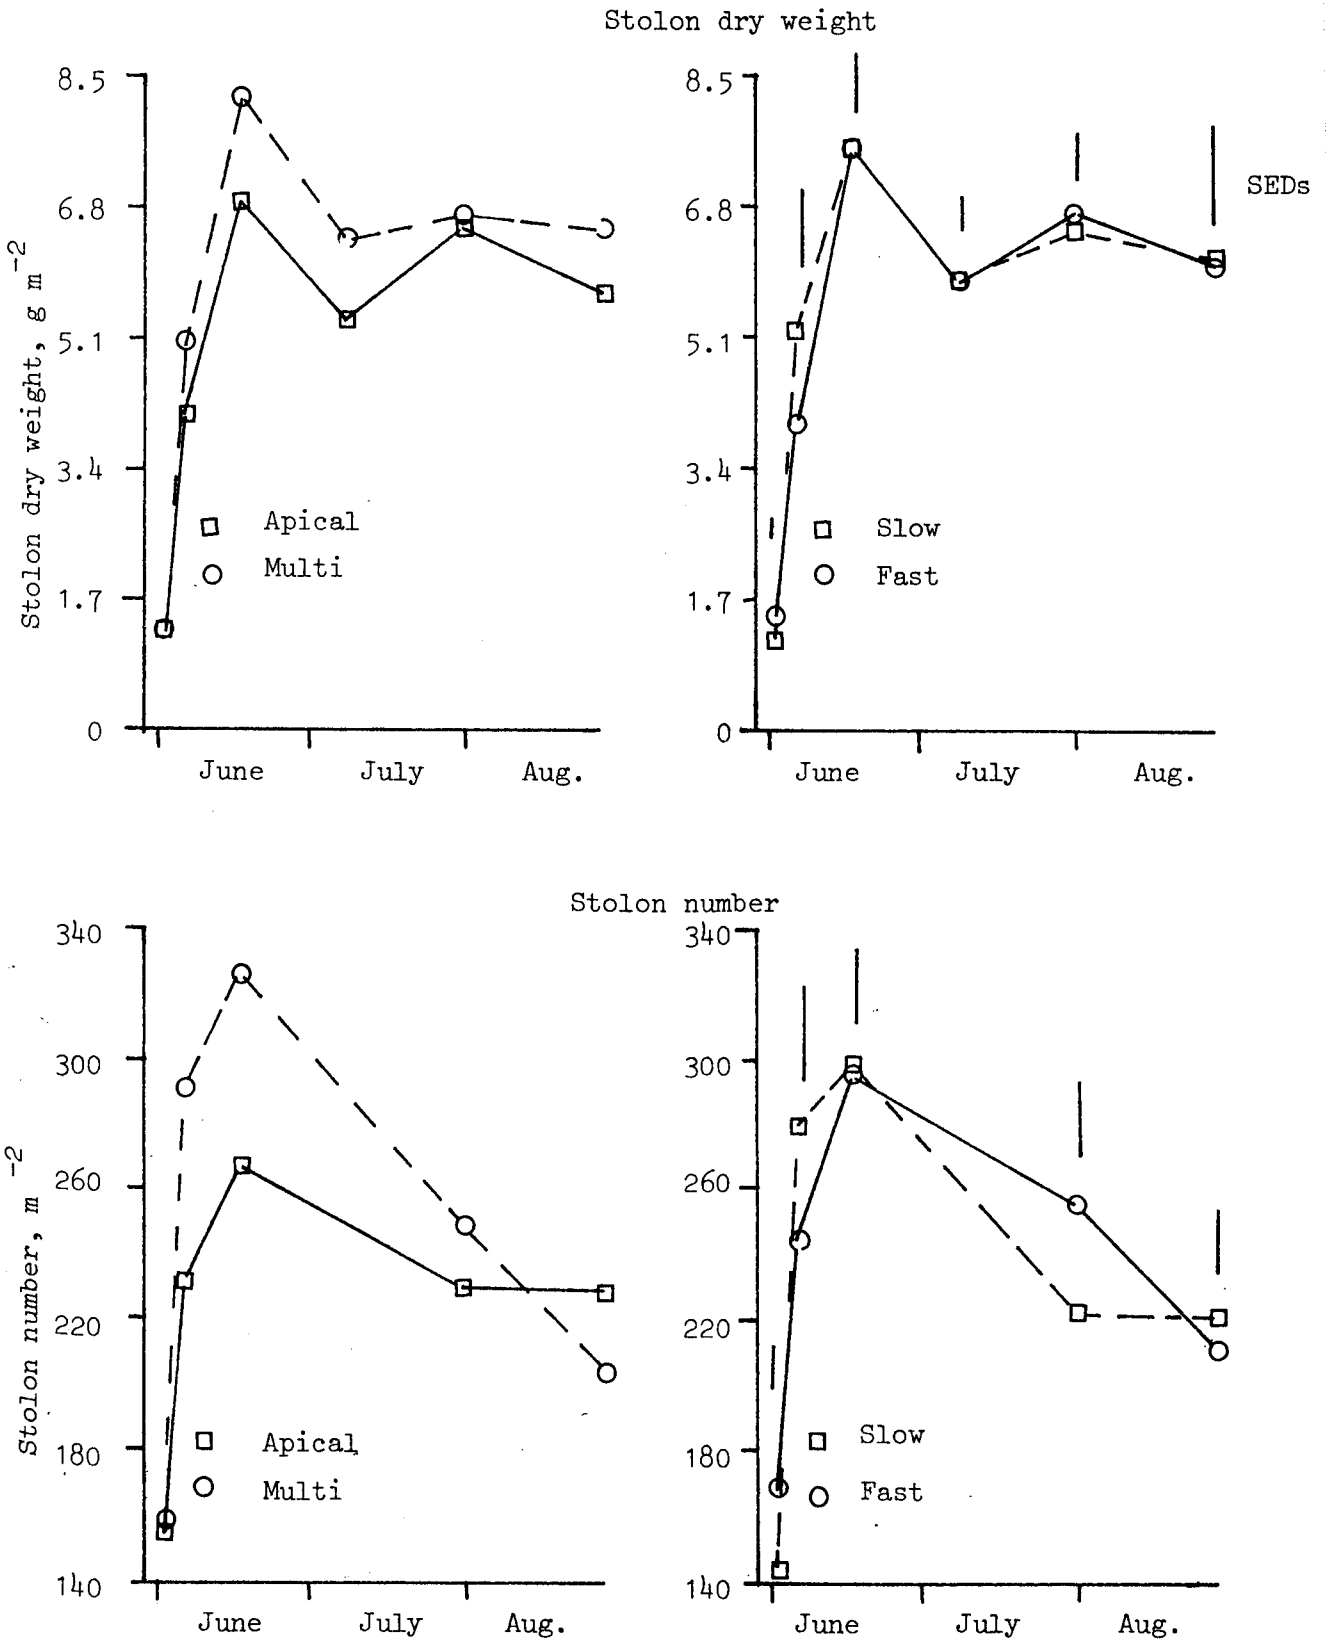 Stolon dry weight
Stolon dry weight, g m⁻²
8.5
6.8
5.1
3.4
1.7
0
Apical
Multi
June July Aug.
8.5
6.8
5.1
3.4
1.7
0
SEDs
Slow
Fast
June July Aug.
Stolon number
Stolon number, m⁻²
340
300
260
220
180
140
Apical
Multi
June July Aug.
340
300
260
220
180
140
Slow
Fast
June July Aug.